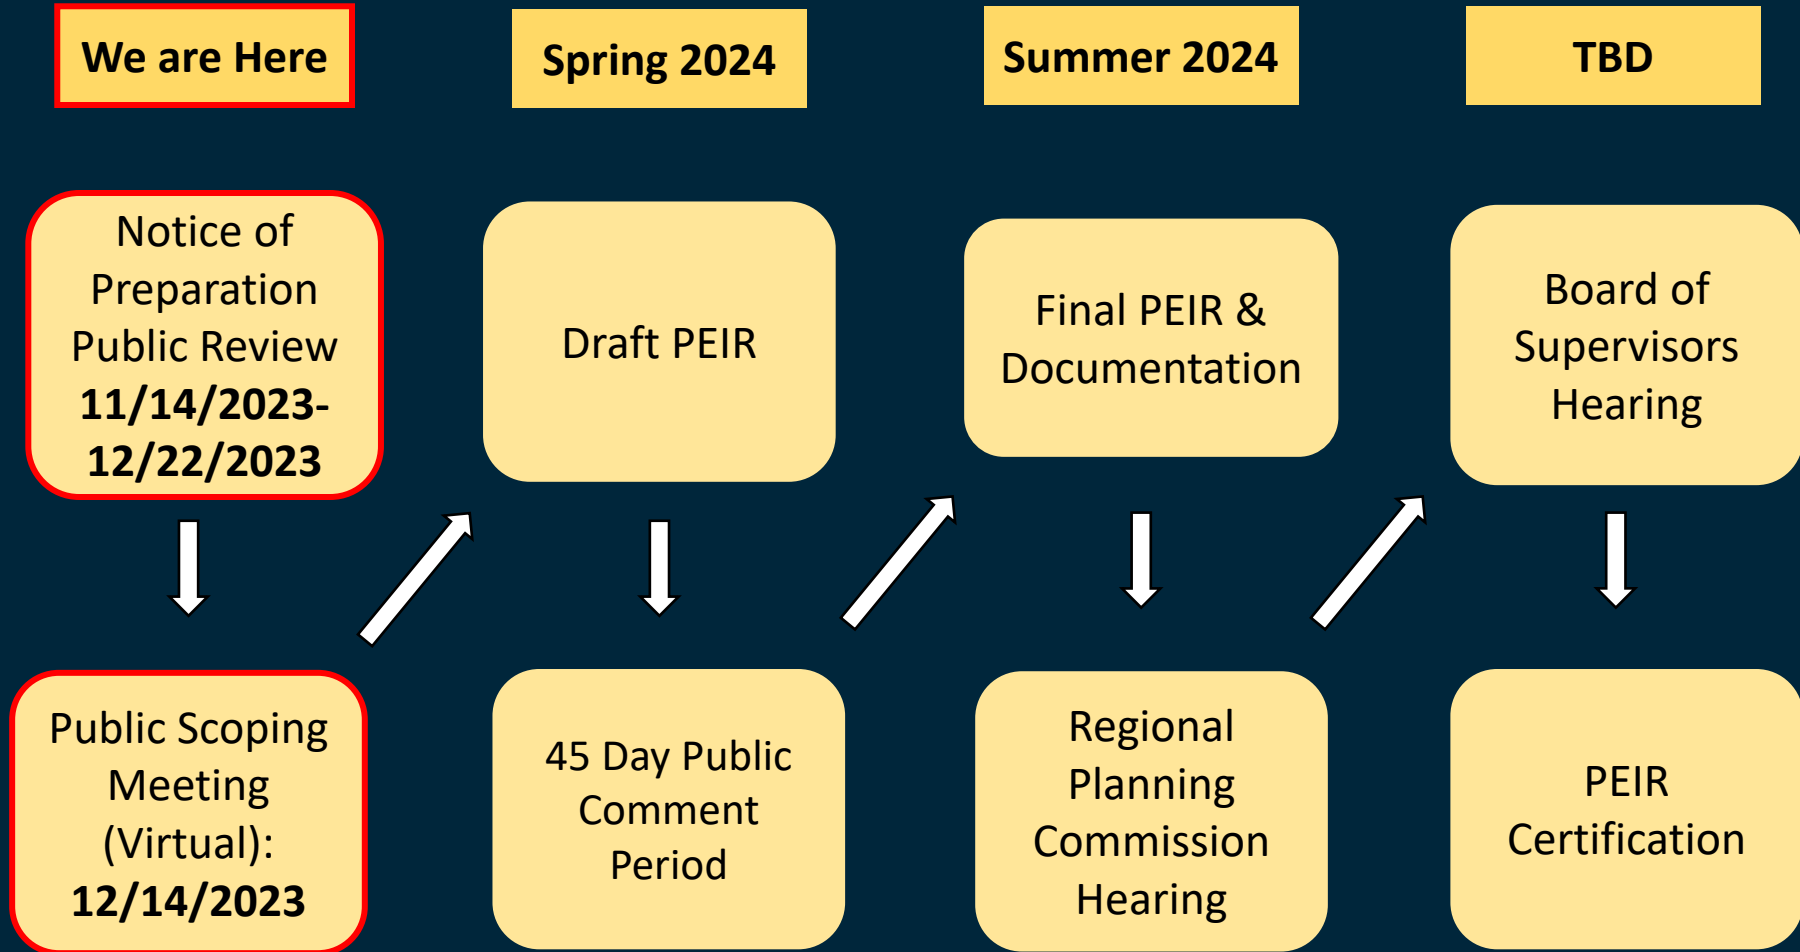 We are Here
Spring 2024
Summer 2024
TBD
Notice of
Preparation
Public Review
11/14/2023-
12/22/2023
Draft PEIR
Final PEIR &
Documentation
Board of
Supervisors
Hearing
Public Scoping
Meeting
(Virtual):
12/14/2023
45 Day Public
Comment
Period
Regional
Planning
Commission
Hearing
PEIR
Certification